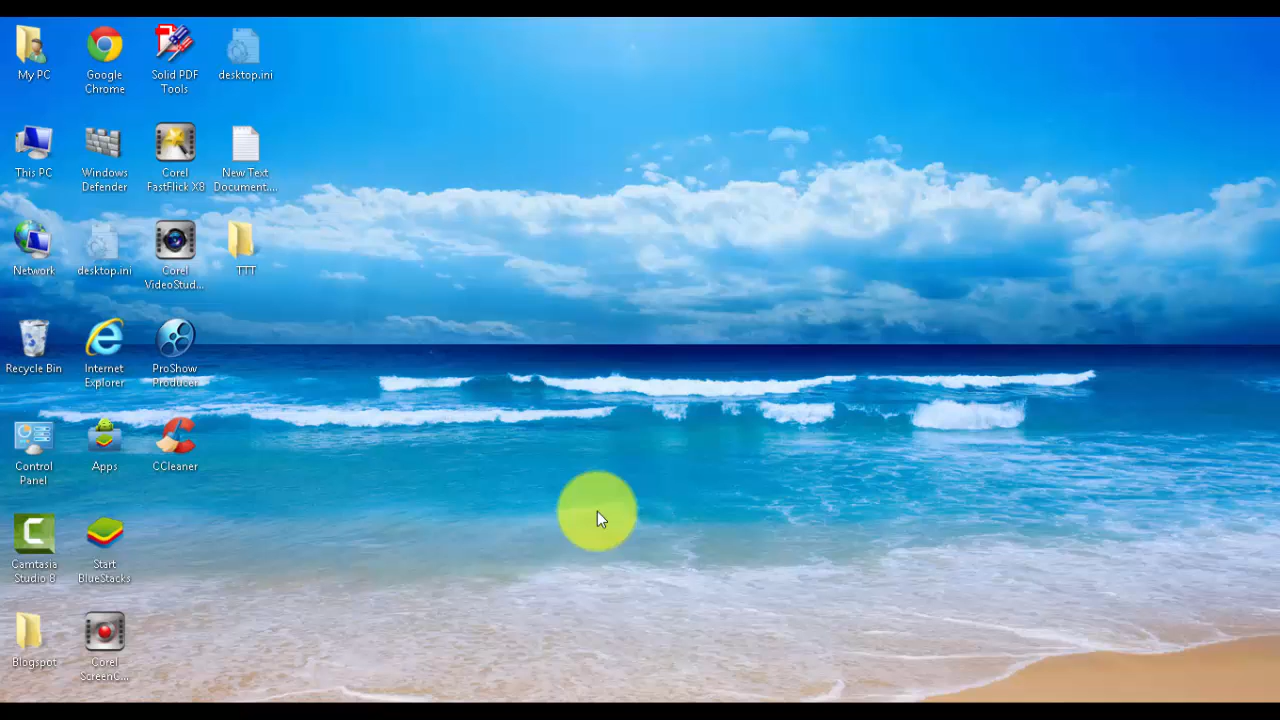 My PC
Google
Chrome
Solid PDF
Tools
desktop.ini
This PC
Windows
Defender
Corel
FastFlick X8
New Text
Document....
Network
desktop.ini
Corel
VideoStud...
TTT
Recycle Bin
Internet
Explorer
ProShow
Producer
Control
Panel
Apps
CCleaner
Camtasia
Studio 8
Start
BlueStacks
Blogspot
Corel
ScreenC...